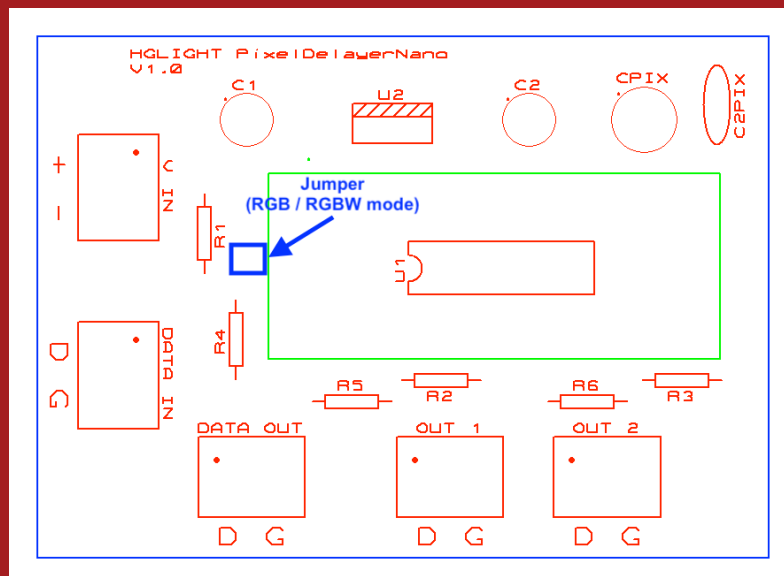 HGLIGHT PixelDelayerNano
V1.0
C1
U2
C2
CPIX
C2PIX
+
-
C IN
Jumper
(RGB / RGBW mode)
R1
U1
R4
D
G
DATA IN
R5
R2
R6
R3
DATA OUT
OUT 1
OUT 2
D G
D G
D G